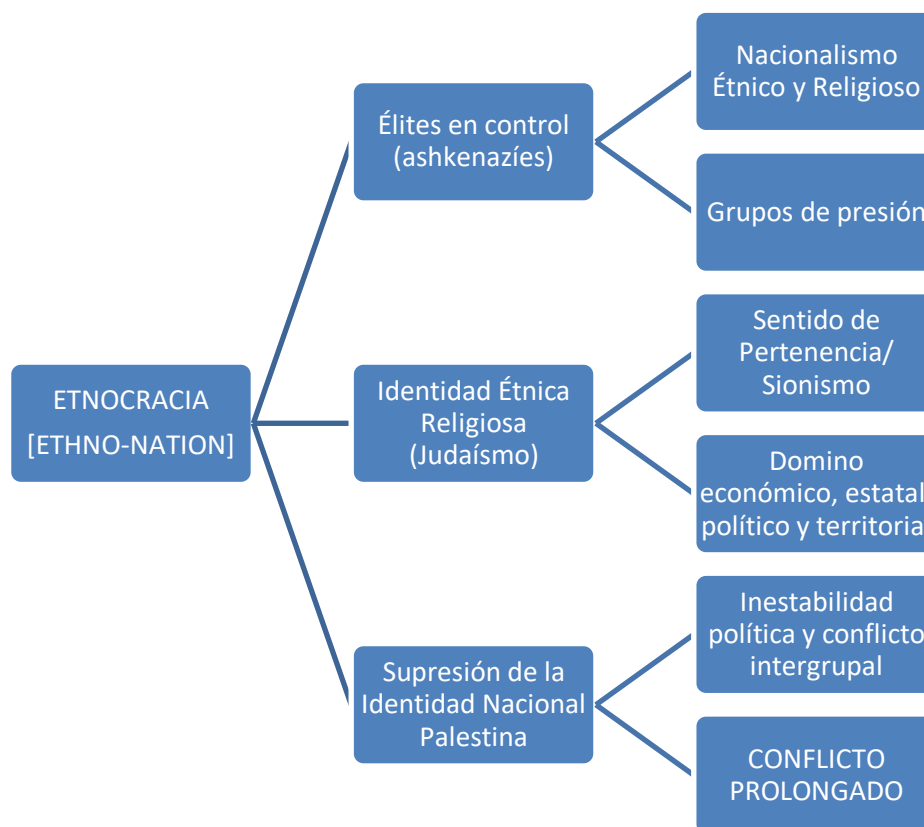 ETNOCRACIA
[ETHNO-NATION]
Élites en control
(ashkenazíes)
Nacionalismo
Étnico y Religioso
Grupos de presión
Identidad Étnica
Religiosa
(Judaísmo)
Sentido de
Pertenencia/
Sionismo
Domino
económico, estatal
político y territoria
Supresión de la
Identidad Nacional
Palestina
Inestabilidad
política y conflicto
intergrupal
CONFLICTO
PROLONGADO